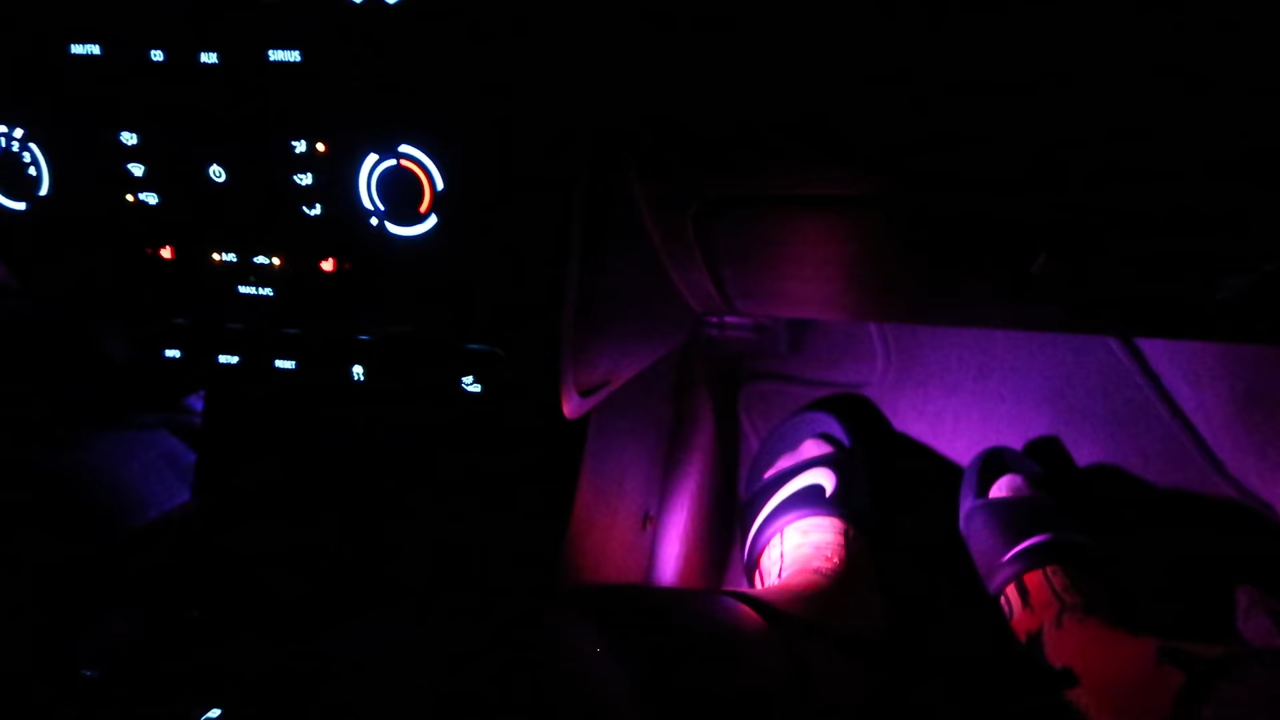 AM/FM CD AUX SIRIUS
1 2 3 4
A/C
MAX A/C
INFO SETUP RESET